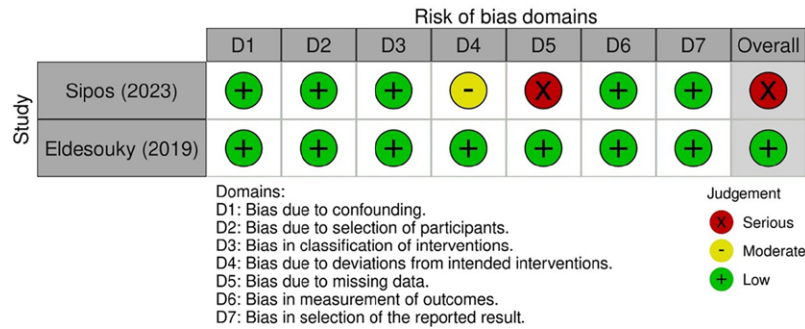 Risk of bias domains
D1 D2 D3 D4 D5 D6 D7 Overall
Study
Sipos (2023) + + + - X + + X
Eldesouky (2019) + + + + + + + +
Domains:
D1: Bias due to confounding.
D2: Bias due to selection of participants.
D3: Bias in classification of interventions.
D4: Bias due to deviations from intended interventions.
D5: Bias due to missing data.
D6: Bias in measurement of outcomes.
D7: Bias in selection of the reported result.
Judgement
X Serious
- Moderate
+ Low